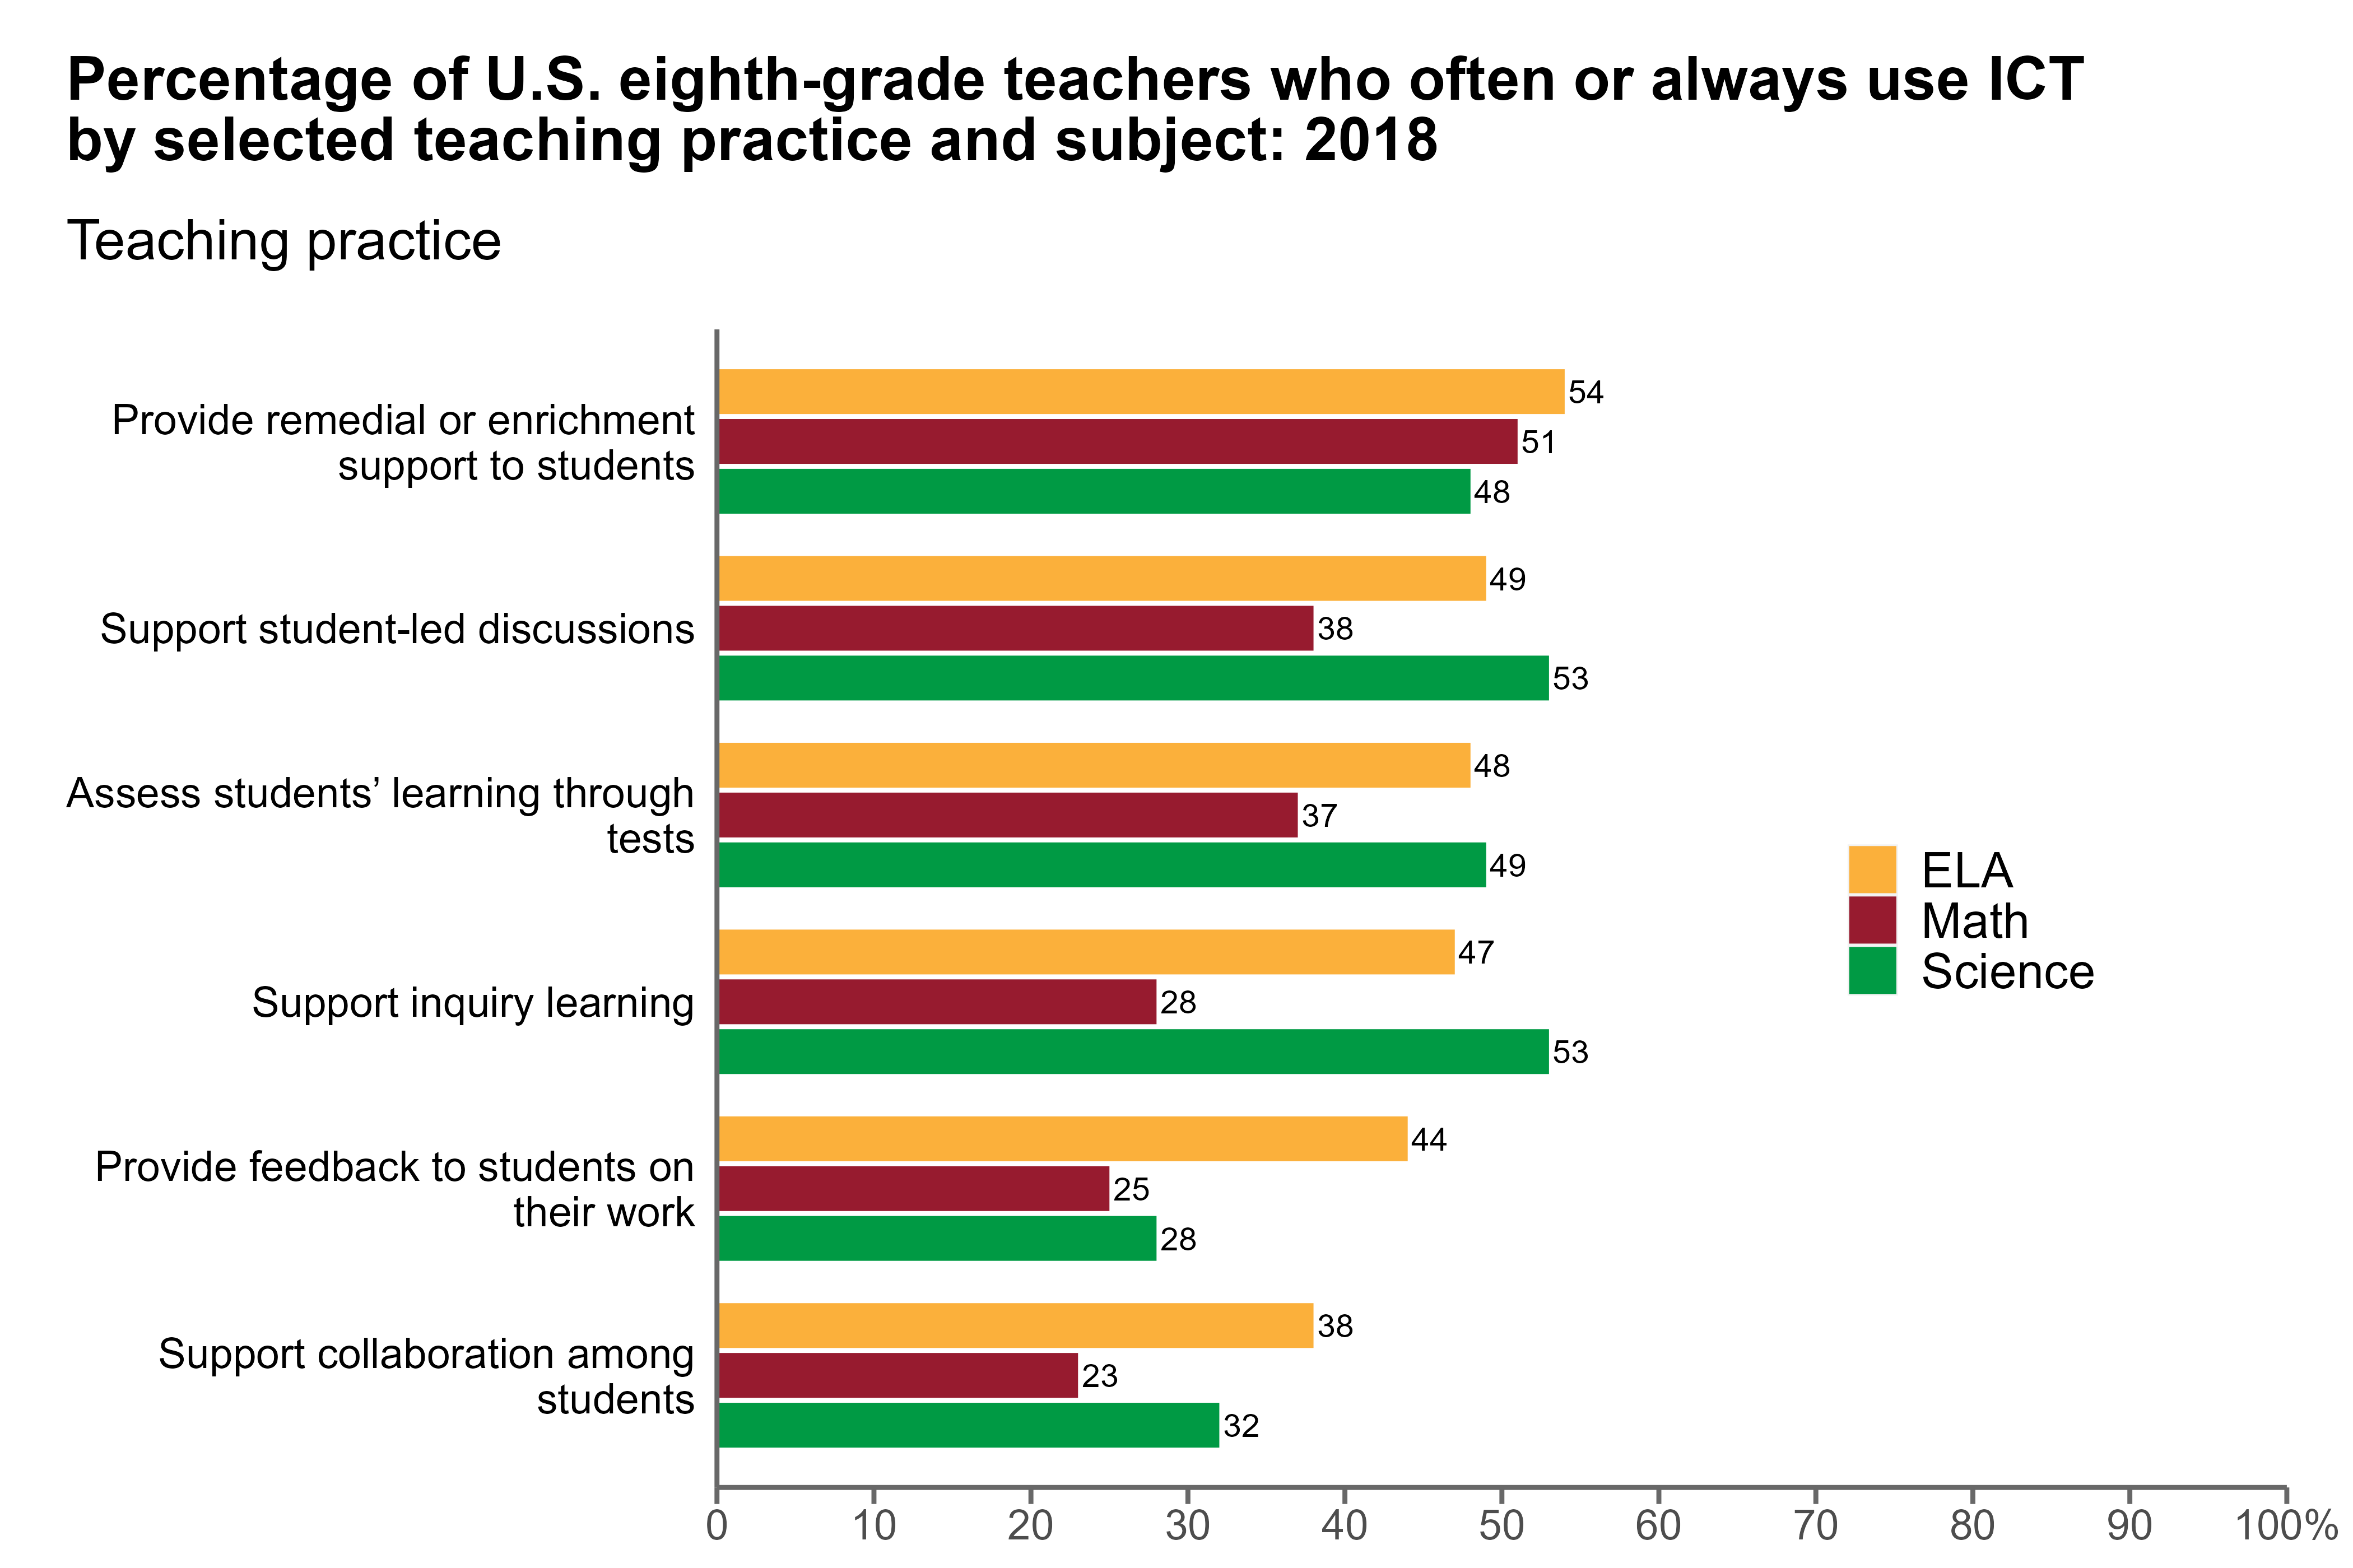 Percentage of U.S. eighth-grade teachers who often or always use ICT
by selected teaching practice and subject: 2018
Teaching practice
Provide remedial or enrichment
support to students
54
51
48
Support student-led discussions
49
38
53
Assess students’ learning through
tests
48
37
49
Support inquiry learning
47
28
53
Provide feedback to students on
their work
44
25
28
Support collaboration among
students
38
23
32
ELA
Math
Science
0 10 20 30 40 50 60 70 80 90 100%